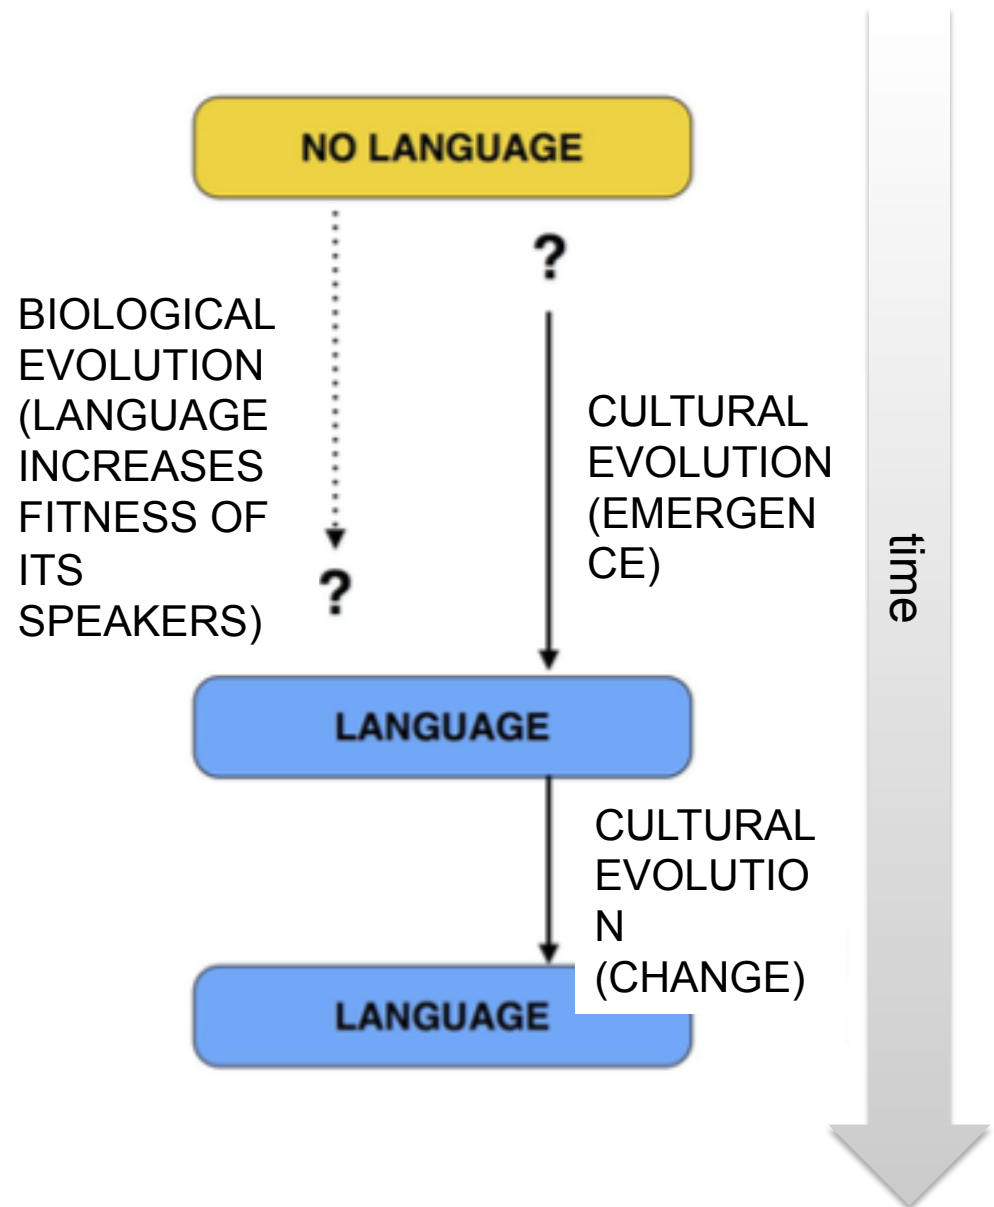 NO LANGUAGE
?
BIOLOGICAL
EVOLUTION
(LANGUAGE
INCREASES
FITNESS OF
ITS
SPEAKERS)
?
CULTURAL
EVOLUTION
(EMERGEN
CE)
time
LANGUAGE
CULTURAL
EVOLUTIO
N
(CHANGE)
LANGUAGE